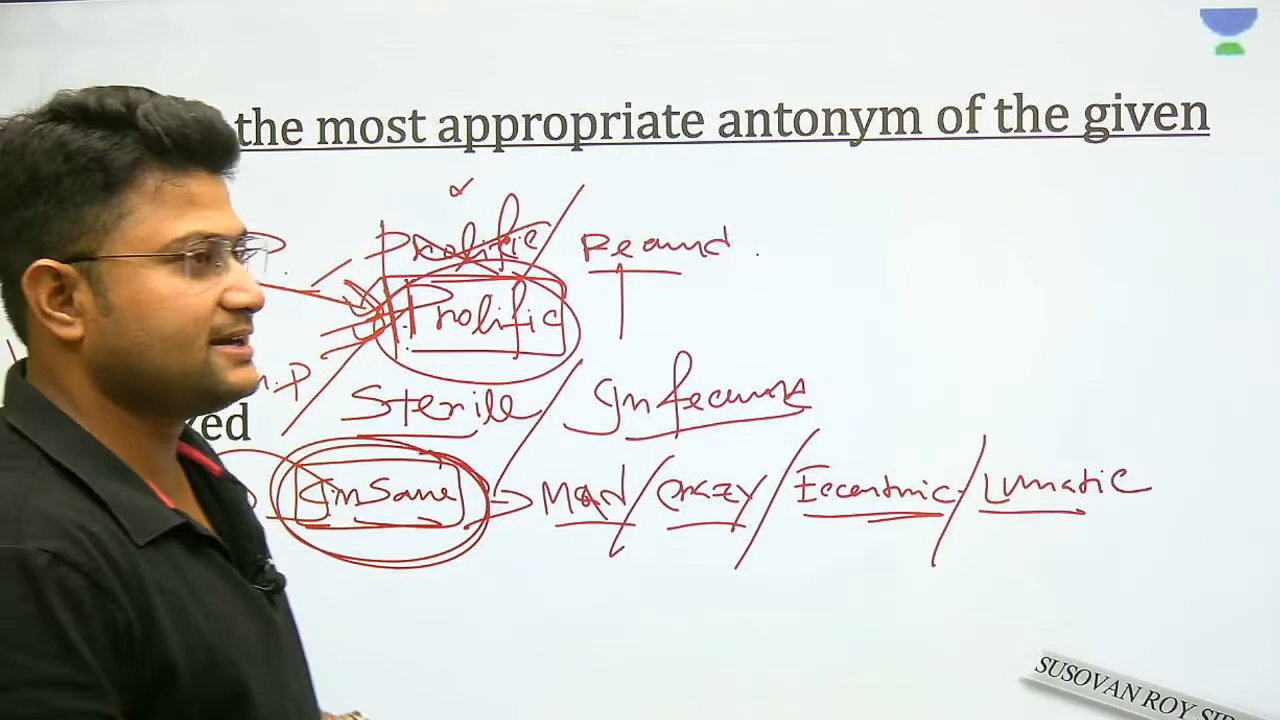 the most appropriate antonym of the given
P. Prolific / Feamd.
Prolific
n.p
Sterile / Infecund
ed
Insane → Mad / Crazy / Eccentric / Lunatic
SUSOVAN ROY SIR